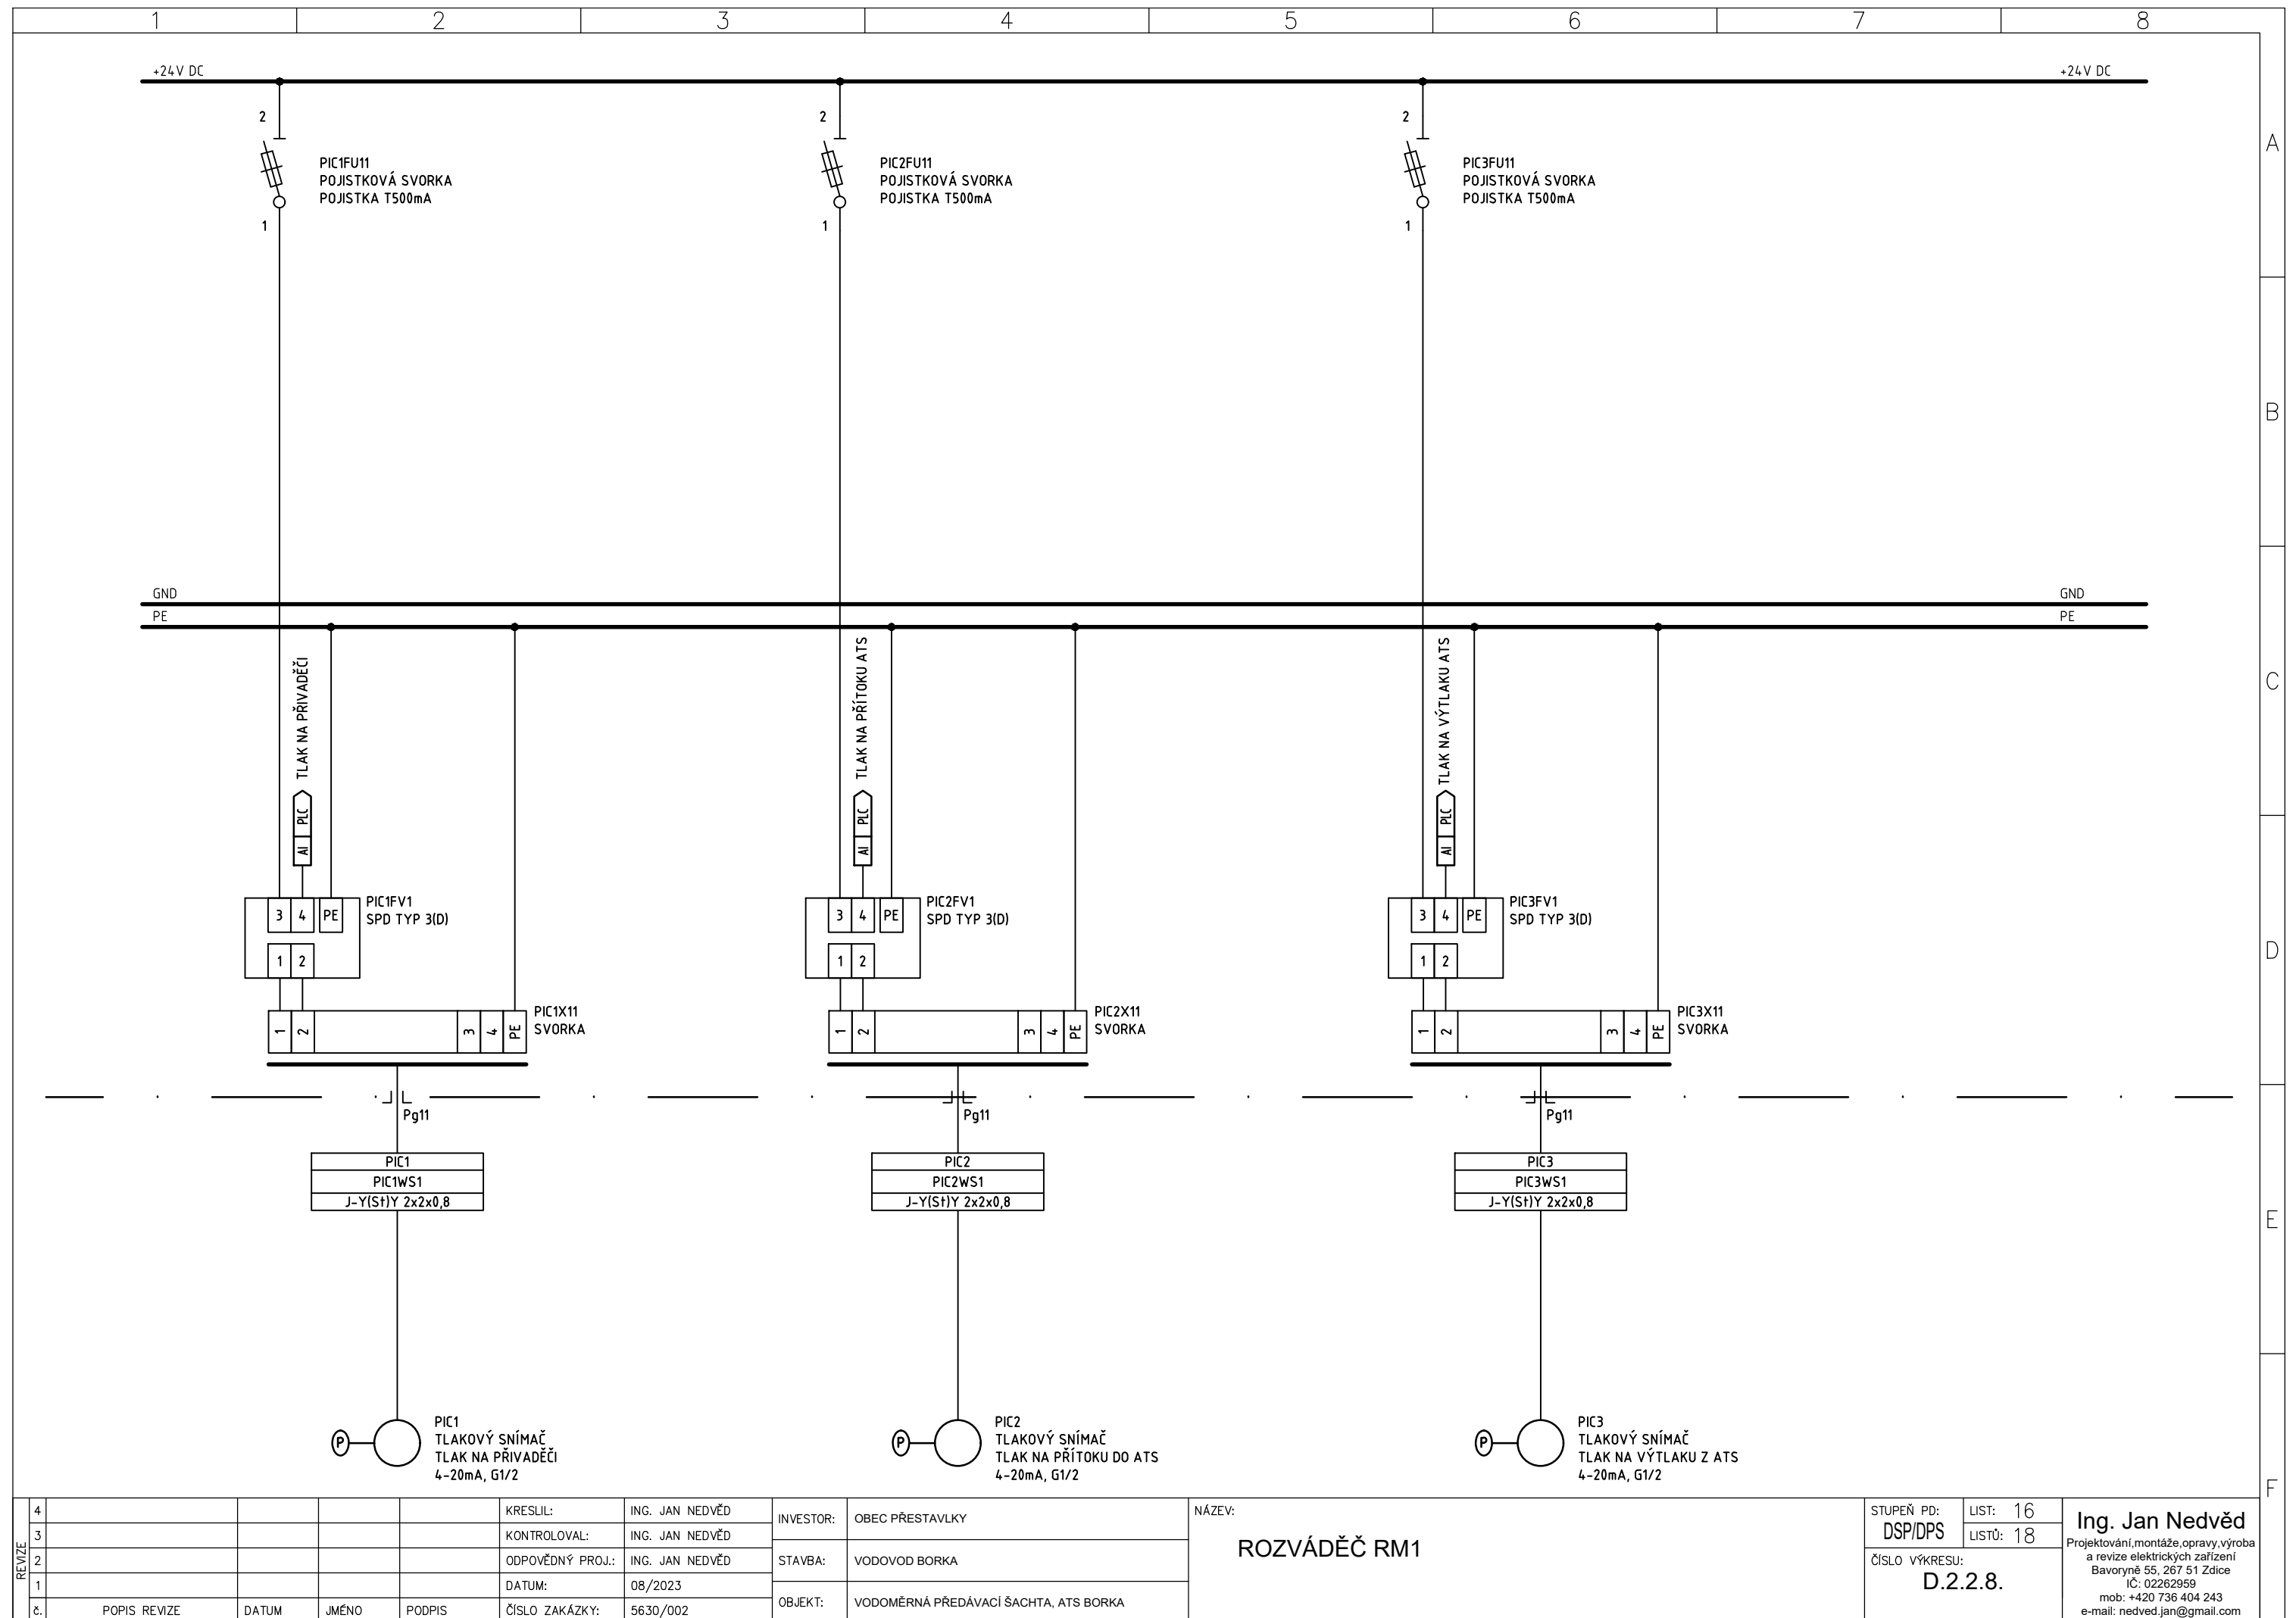 1 2 3 4 5 6 7 8
A
B
C
D
E
F
+24V DC +24V DC
2 2 2
PIC1FU11
POJISTKOVÁ SVORKA
POJISTKA T500mA
PIC2FU11
POJISTKOVÁ SVORKA
POJISTKA T500mA
PIC3FU11
POJISTKOVÁ SVORKA
POJISTKA T500mA
1 1 1
GND GND
PE PE
TLAK NA PŘIVADĚČI
AI PLC
TLAK NA PŘÍTOKU ATS
AI PLC
TLAK NA VÝTLAKU ATS
AI PLC
3 4 PE
1 2
PIC1FV1
SPD TYP 3(D)
3 4 PE
1 2
PIC2FV1
SPD TYP 3(D)
3 4 PE
1 2
PIC3FV1
SPD TYP 3(D)
1 2 3 4 PE
PIC1X11
SVORKA
1 2 3 4 PE
PIC2X11
SVORKA
1 2 3 4 PE
PIC3X11
SVORKA
Pg11 Pg11 Pg11
PIC1
PIC1WS1
J-Y(St)Y 2x2x0,8
PIC2
PIC2WS1
J-Y(St)Y 2x2x0,8
PIC3
PIC3WS1
J-Y(St)Y 2x2x0,8
P
PIC1
TLAKOVÝ SNÍMAČ
TLAK NA PŘIVADĚČI
4-20mA, G1/2
P
PIC2
TLAKOVÝ SNÍMAČ
TLAK NA PŘÍTOKU DO ATS
4-20mA, G1/2
P
PIC3
TLAKOVÝ SNÍMAČ
TLAK NA VÝTLAKU Z ATS
4-20mA, G1/2
REVIZE
4
3
2
1
č. POPIS REVIZE DATUM JMÉNO PODPIS
KRESLIL: ING. JAN NEDVĚD
KONTROLOVAL: ING. JAN NEDVĚD
ODPOVĚDNÝ PROJ.: ING. JAN NEDVĚD
DATUM: 08/2023
ČÍSLO ZAKÁZKY: 5630/002
INVESTOR: OBEC PŘESTAVLKY
STAVBA: VODOVOD BORKA
OBJEKT: VODOMĚRNÁ PŘEDÁVACÍ ŠACHTA, ATS BORKA
NÁZEV:
ROZVÁDĚČ RM1
STUPEŇ PD:
DSP/DPS
LIST: 16
LISTŮ: 18
ČÍSLO VÝKRESU:
D.2.2.8.
Ing. Jan Nedvěd
Projektování,montáže,opravy,výroba
a revize elektrických zařízení
Bavoryně 55, 267 51 Zdice
IČ: 02262959
mob: +420 736 404 243
e-mail: nedved.jan@gmail.com